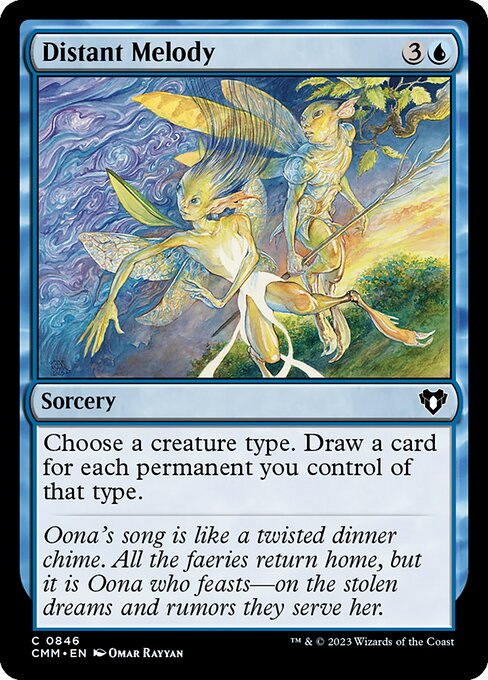 Distant Melody 3
Sorcery
Choose a creature type. Draw a card
for each permanent you control of
that type.
Oona's song is like a twisted dinner
chime. All the faeries return home, but
it is Oona who feasts—on the stolen
dreams and rumors they serve her.
C 0846
CMM • EN Omar Rayyan
™ & © 2023 Wizards of the Coast